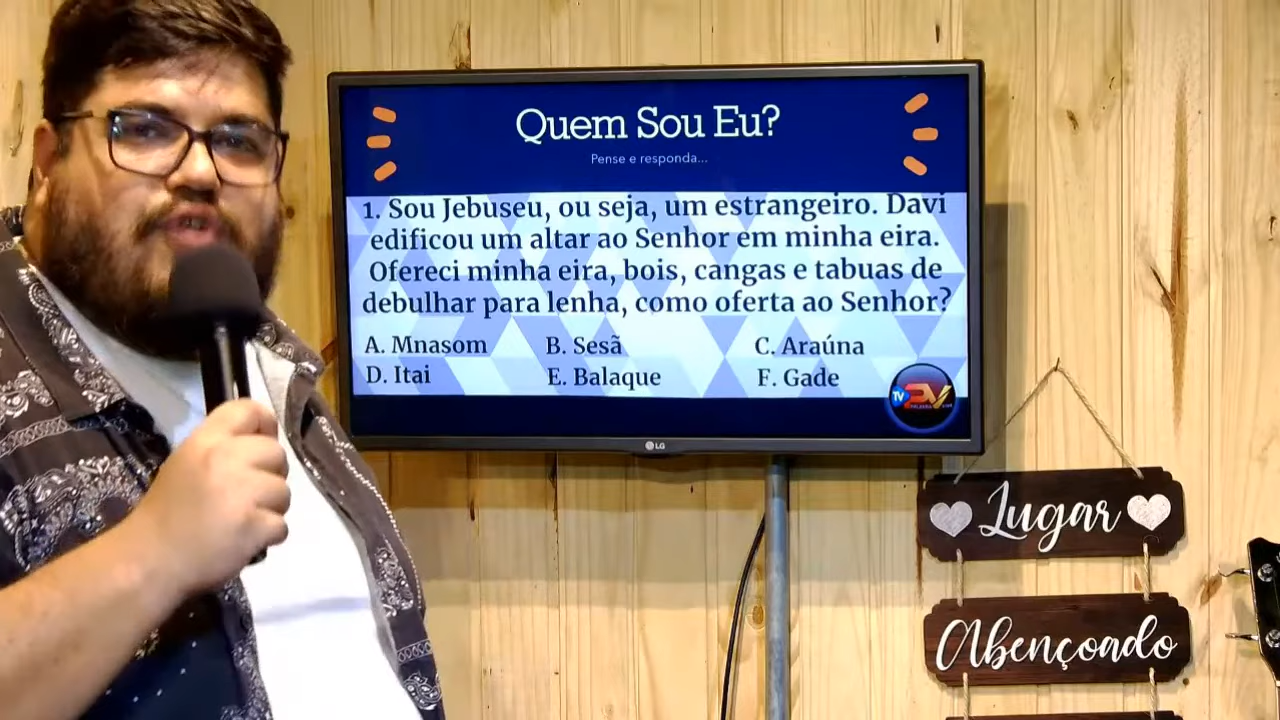 Quem Sou Eu?
Pense e responda...
1. Sou Jebuseu, ou seja, um estrangeiro. Davi
edificou um altar ao Senhor em minha eira.
Ofereci minha eira, bois, cangas e tabuas de
debulhar para lenha, como oferta ao Senhor?
A. Mnasom B. Sesã C. Araúna
D. Itai E. Balaque F. Gade
TV PV
LG
Lugar
Abençoado